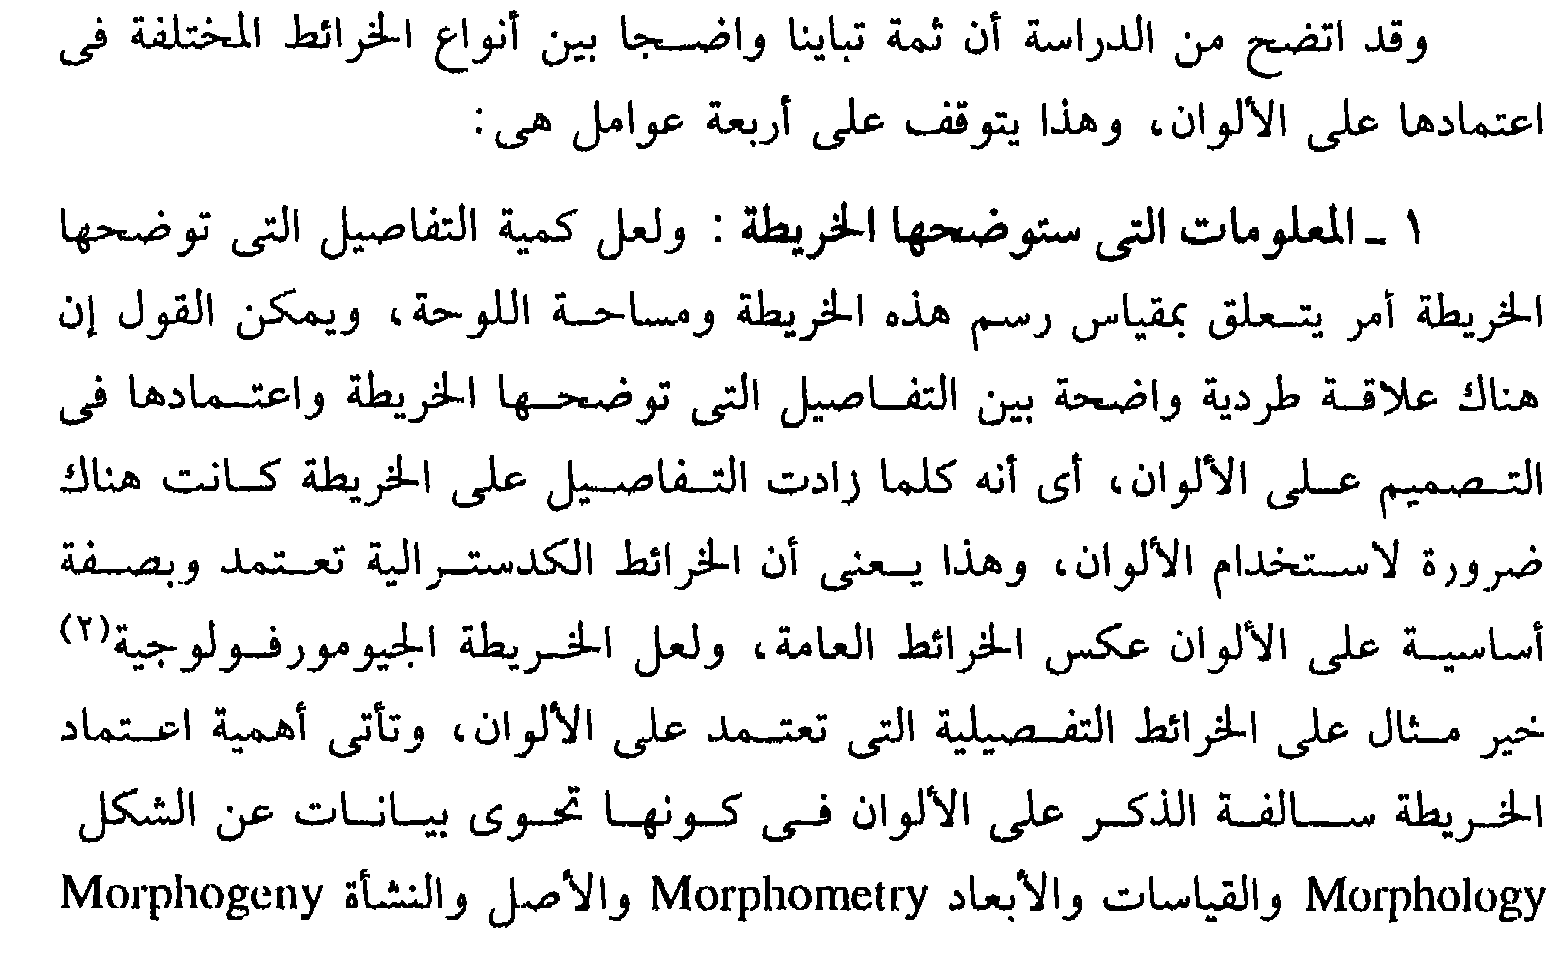 وقد اتضح من الدراسة أن ثمة تباينا واضحا بين أنواع الخرائط المختلفة فى
اعتمادها على الألوان، وهذا يتوقف على أربعة عوامل هى:
١ ـ المعلومات التى ستوضحها الخريطة : ولعل كمية التفاصيل التى توضحها
الخريطة أمر يتعلق بمقياس رسم هذه الخريطة ومساحة اللوحة، ويمكن القول إن
هناك علاقة طردية واضحة بين التفاصيل التى توضحها الخريطة واعتمادها فى
التصميم على الألوان، أى أنه كلما زادت التفاصيل على الخريطة كانت هناك
ضرورة لاستخدام الألوان، وهذا يعنى أن الخرائط الكدسترالية تعتمد وبصفة
أساسية على الألوان عكس الخرائط العامة، ولعل الخريطة الجيومورفولوجية(٢)
خير مثال على الخرائط التفصيلية التى تعتمد على الألوان، وتأتى أهمية اعتماد
الخريطة سالفة الذكر على الألوان فى كونها تحوى بيانات عن الشكل
Morphology والقياسات والأبعاد Morphometry والأصل والنشأة Morphogeny